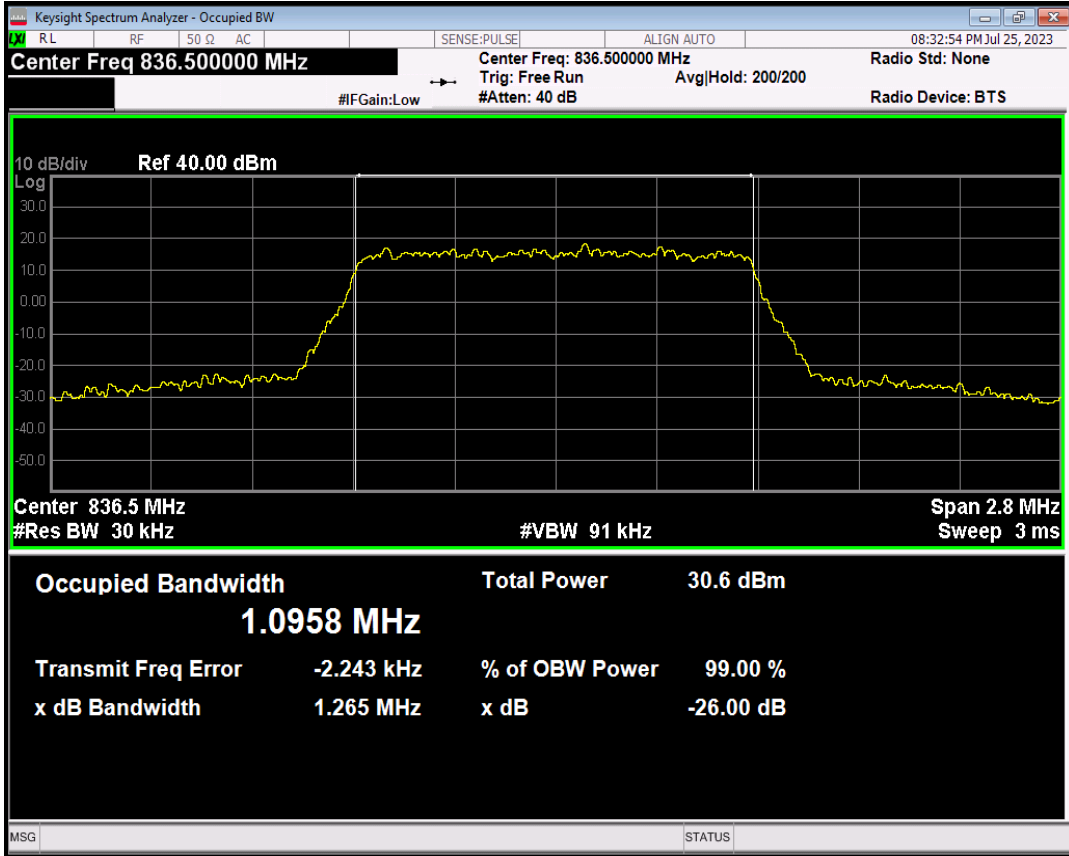 Keysight Spectrum Analyzer - Occupied BW
LXI RL RF 50 Ω AC SENSE:PULSE ALIGN AUTO 08:32:54 PM Jul 25, 2023
Center Freq 836.500000 MHz
Center Freq: 836.500000 MHz Radio Std: None
Trig: Free Run Avg|Hold: 200/200
#IFGain:Low #Atten: 40 dB Radio Device: BTS
10 dB/div Ref 40.00 dBm
Log
30.0
20.0
10.0
0.00
-10.0
-20.0
-30.0
-40.0
-50.0
Center 836.5 MHz Span 2.8 MHz
#Res BW 30 kHz #VBW 91 kHz Sweep 3 ms
Occupied Bandwidth Total Power 30.6 dBm
1.0958 MHz
Transmit Freq Error -2.243 kHz % of OBW Power 99.00 %
x dB Bandwidth 1.265 MHz x dB -26.00 dB
MSG STATUS